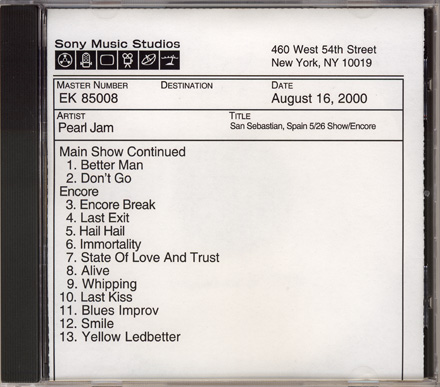 Sony Music Studios
460 West 54th Street
New York, NY 10019
MASTER NUMBER DESTINATION DATE
EK 85008 August 16, 2000
ARTIST TITLE
Pearl Jam San Sebastian, Spain 5/26 Show/Encore
Main Show Continued
1. Better Man
2. Don't Go
Encore
3. Encore Break
4. Last Exit
5. Hail Hail
6. Immortality
7. State Of Love And Trust
8. Alive
9. Whipping
10. Last Kiss
11. Blues Improv
12. Smile
13. Yellow Ledbetter